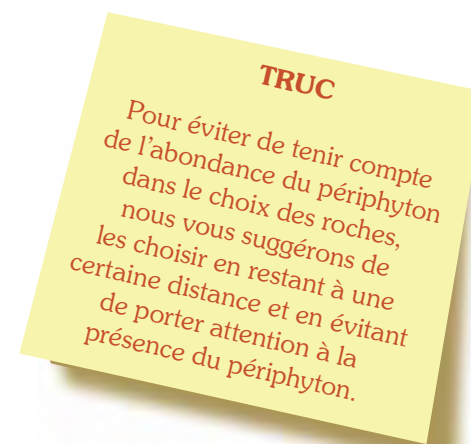 TRUC
Pour éviter de tenir compte
de l'abondance du périphyton
dans le choix des roches,
nous vous suggérons de
les choisir en restant à une
certaine distance et en évitant
de porter attention à la
présence du périphyton.